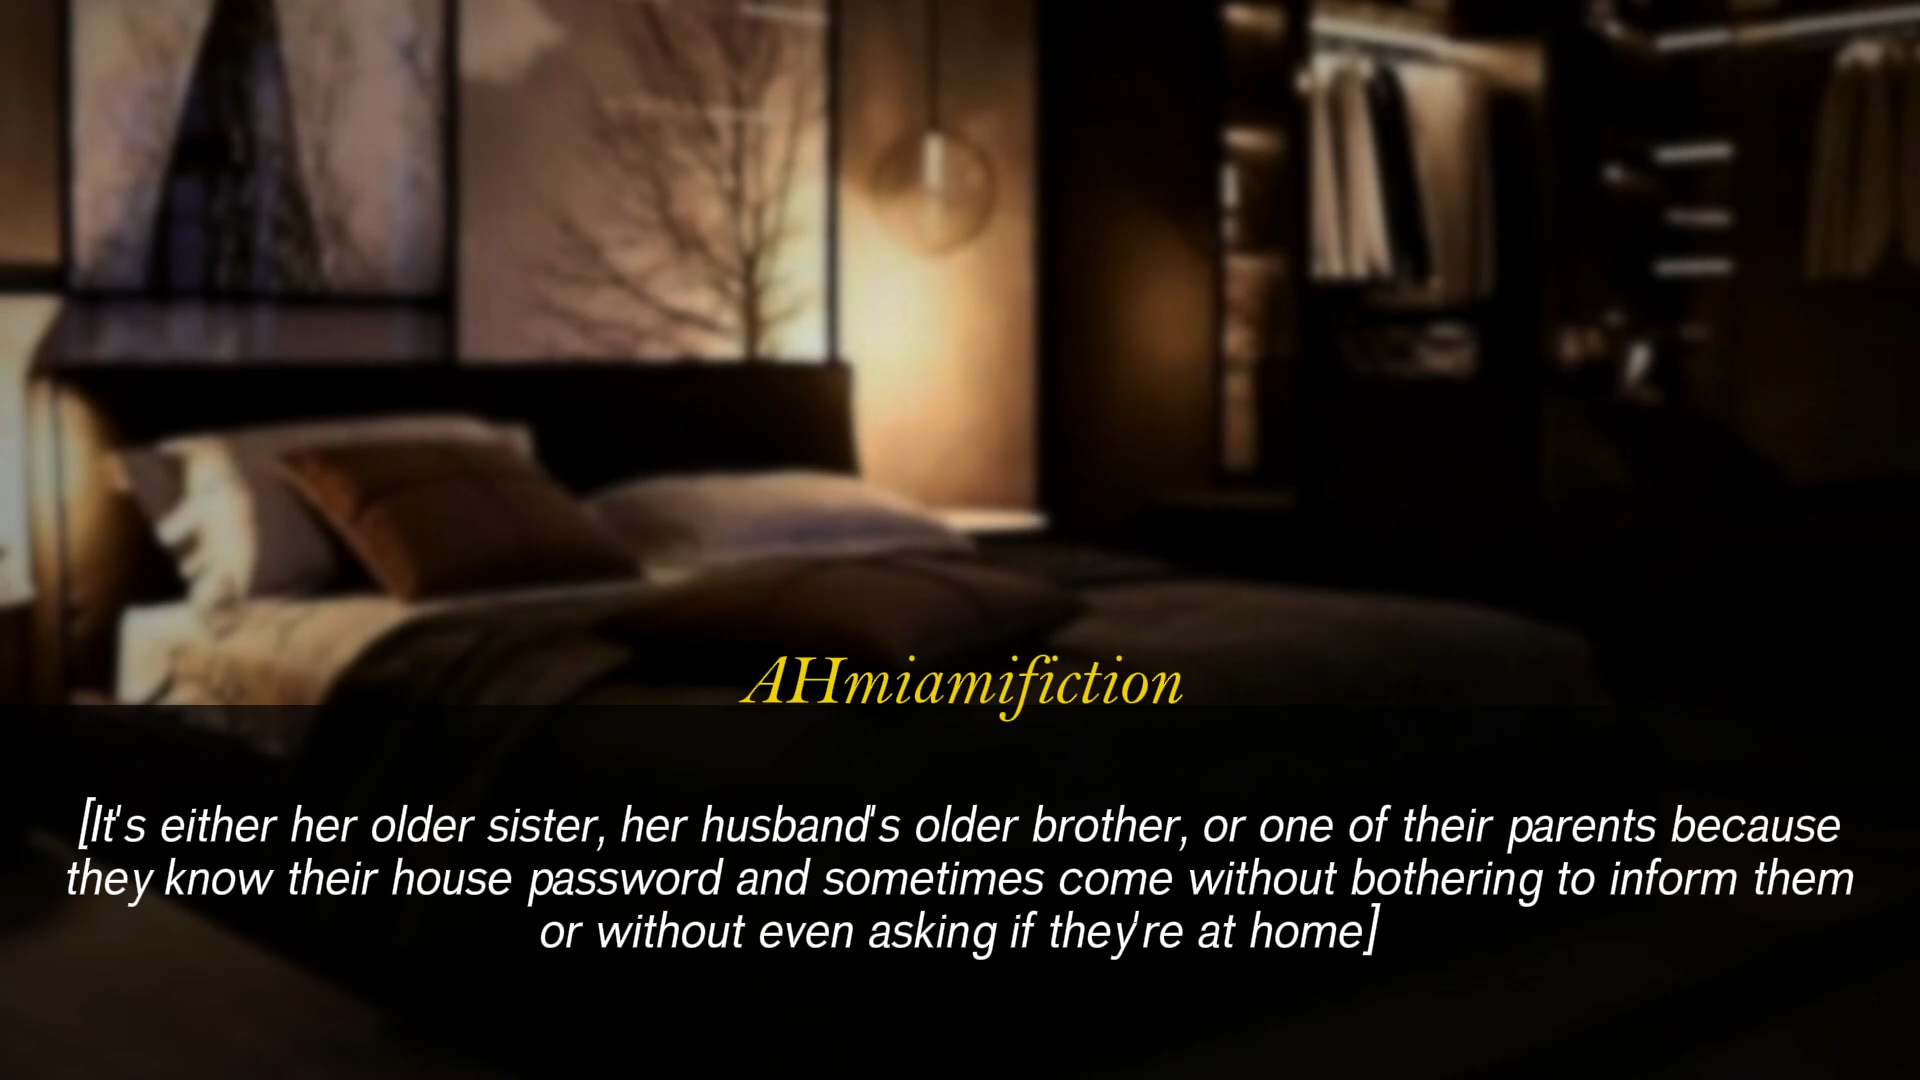 AHmiamifiction
[It's either her older sister, her husband's older brother, or one of their parents because
they know their house password and sometimes come without bothering to inform them
or without even asking if they're at home]